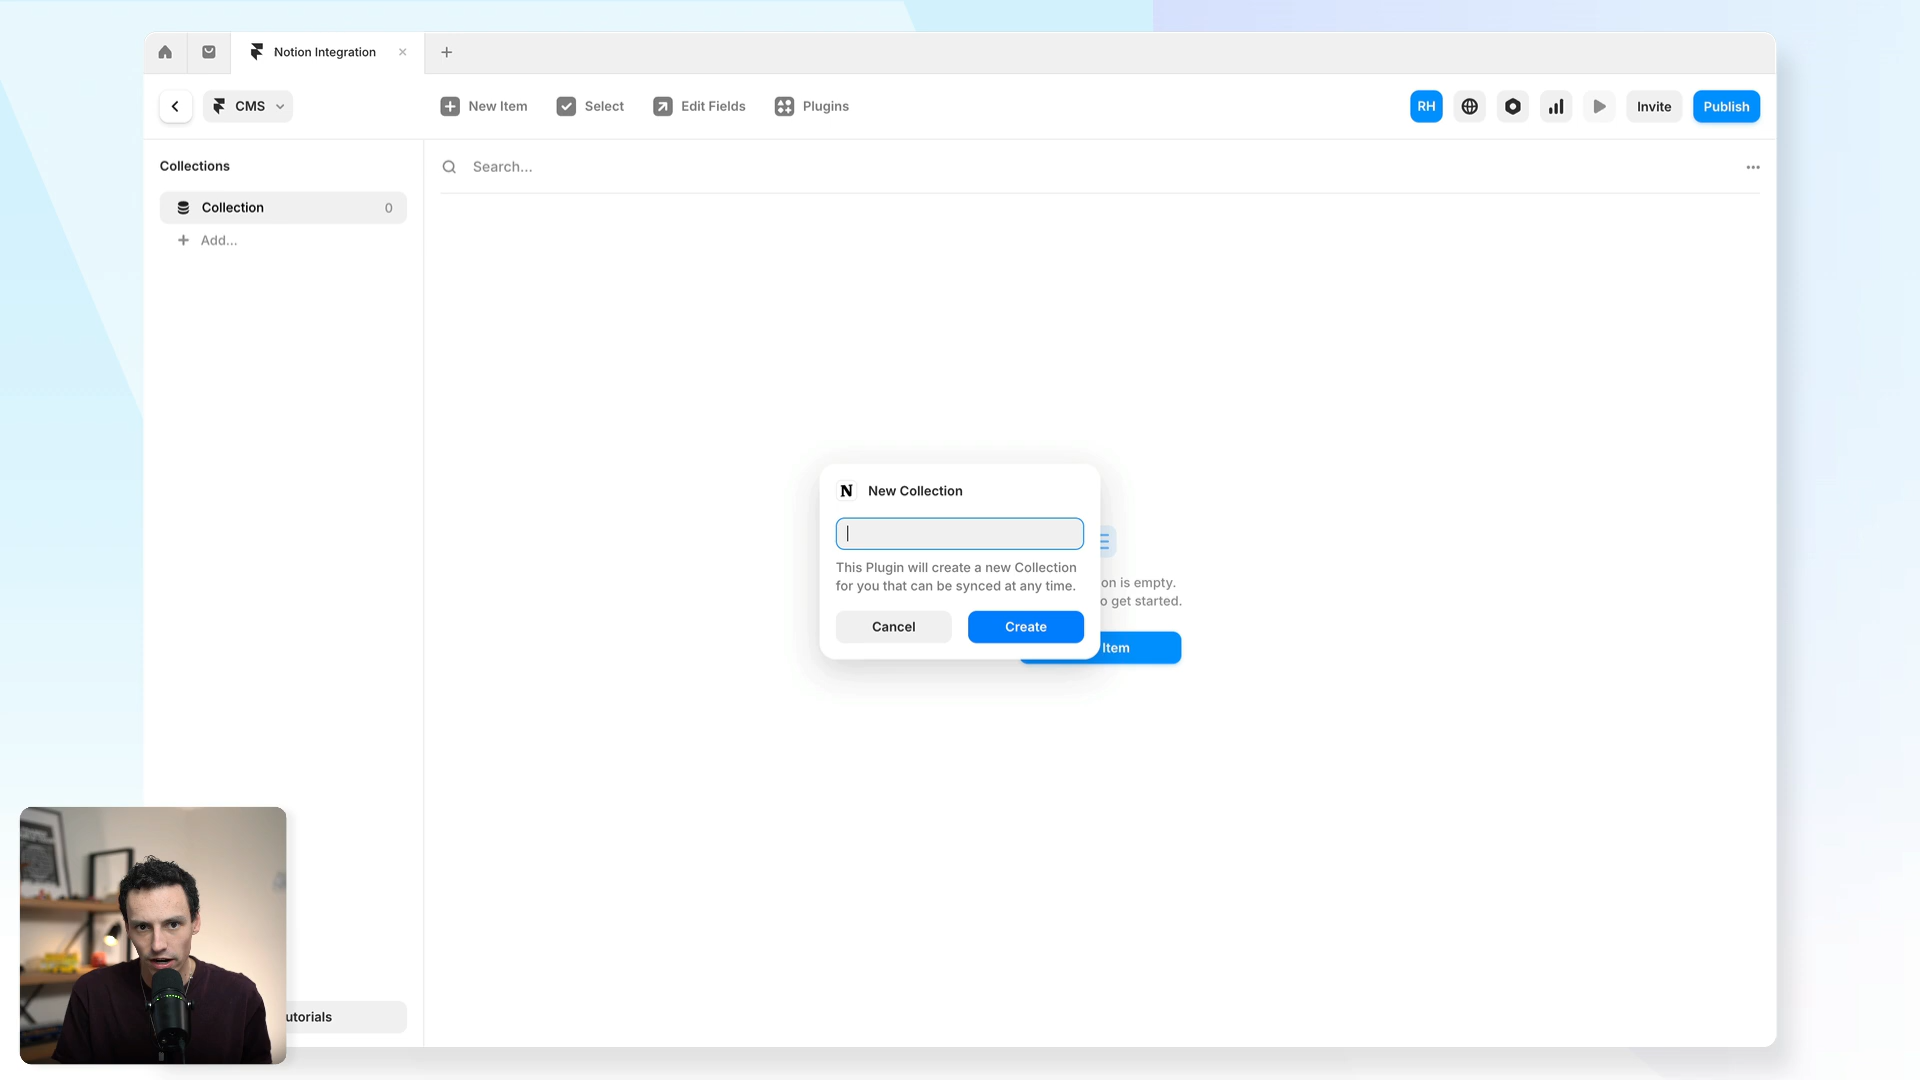 Notion Integration
CMS
New Item
Select
Edit Fields
Plugins
RH
Invite
Publish
Collections
Collection 0
Add...
Search...
N New Collection
This Plugin will create a new Collection
for you that can be synced at any time.
Cancel
Create
on is empty.
o get started.
Item
utorials